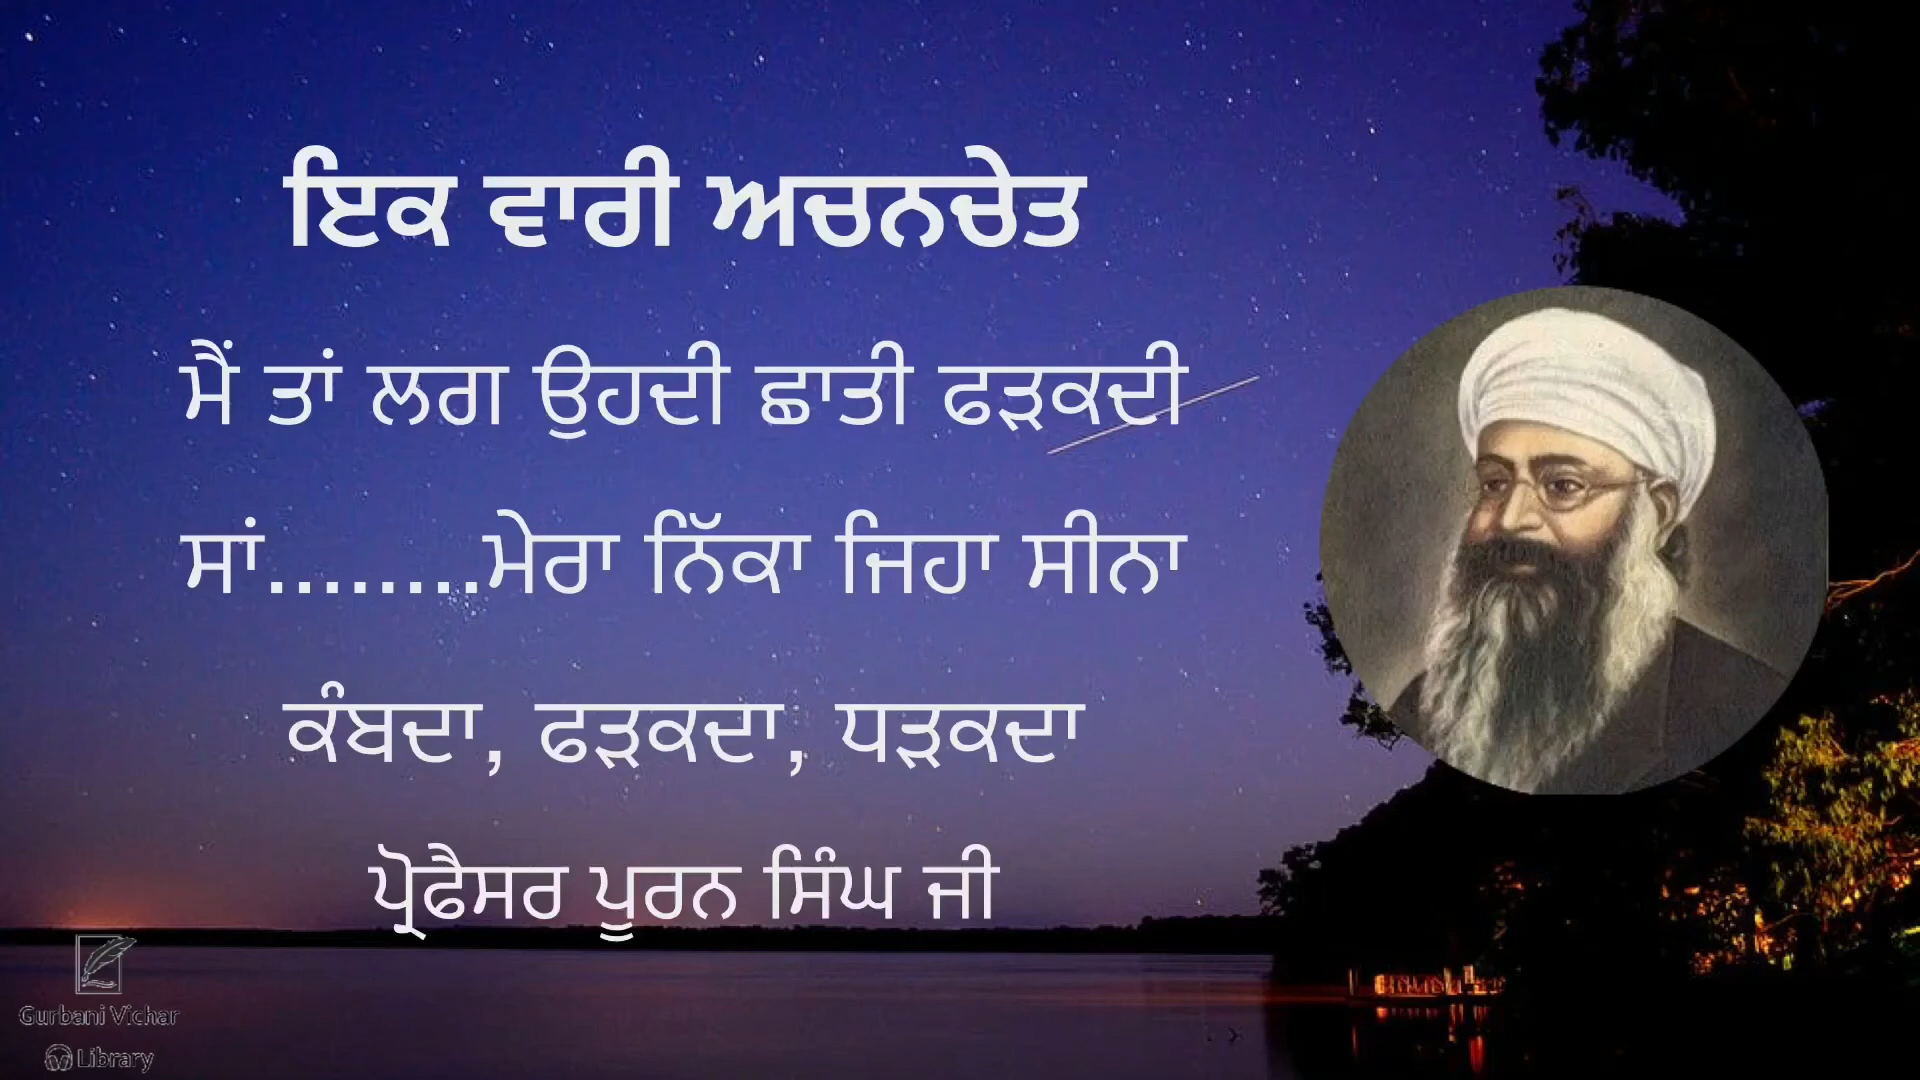 ਇਕ ਵਾਰੀ ਅਚਨਚੇਤ
ਮੈਂ ਤਾਂ ਲਗ ਉਹਦੀ ਛਾਤੀ ਫੜਕਦੀ
ਸਾਂ........ਮੇਰਾ ਨਿੱਕਾ ਜਿਹਾ ਸੀਨਾ
ਕੰਬਦਾ, ਫੜਕਦਾ, ਧੜਕਦਾ
ਪ੍ਰੋਫੈਸਰ ਪੂਰਨ ਸਿੰਘ ਜੀ
Gurbani Vichar
Library